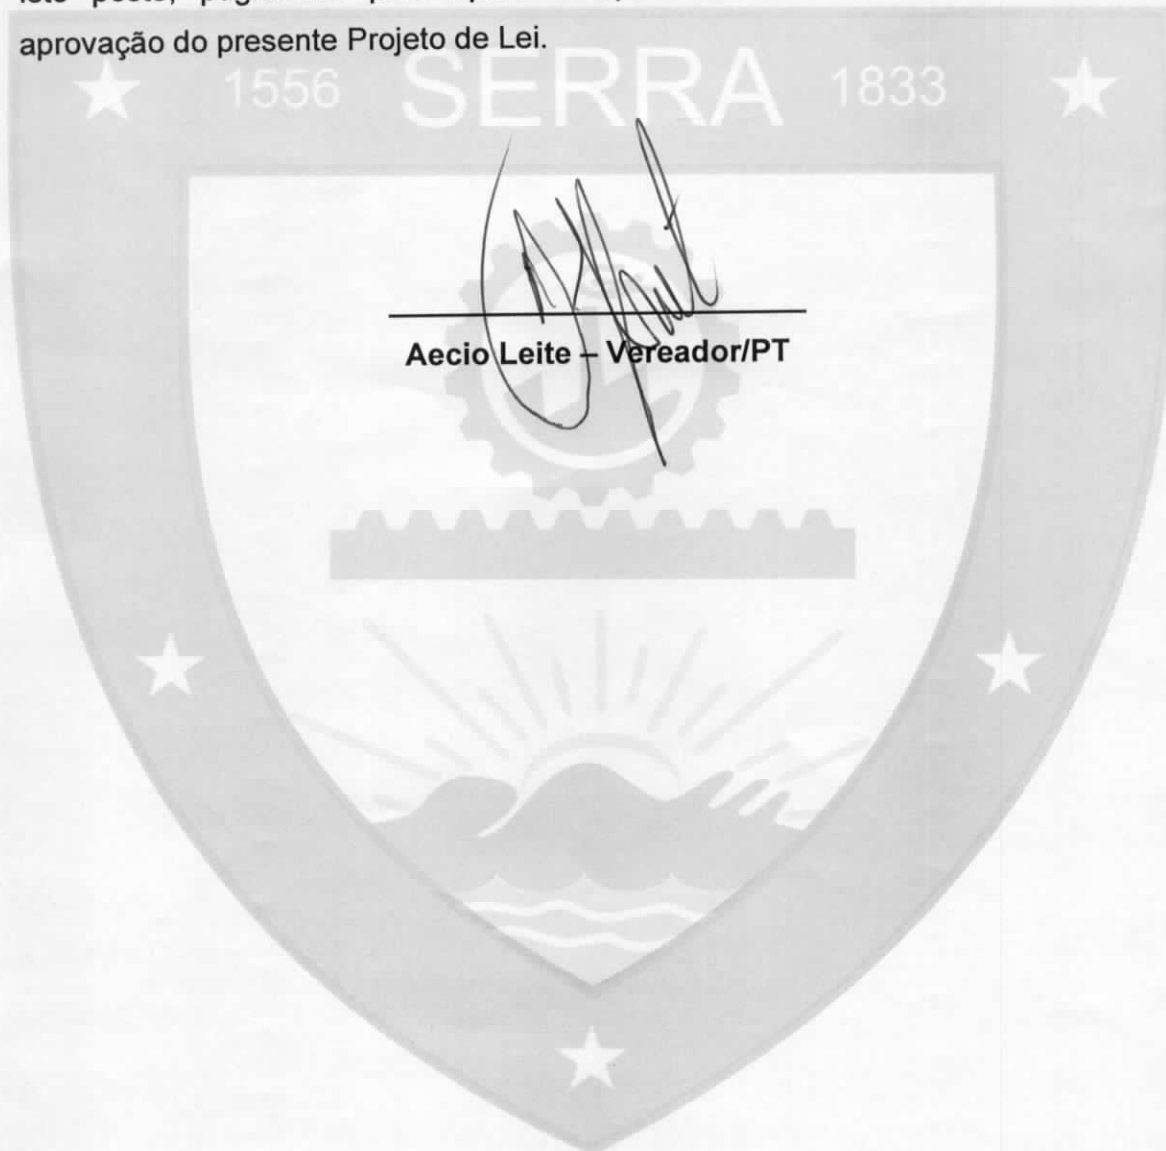 aprovação do presente Projeto de Lei.
1556 SERRA 1833
Aecio Leite – Vereador/PT